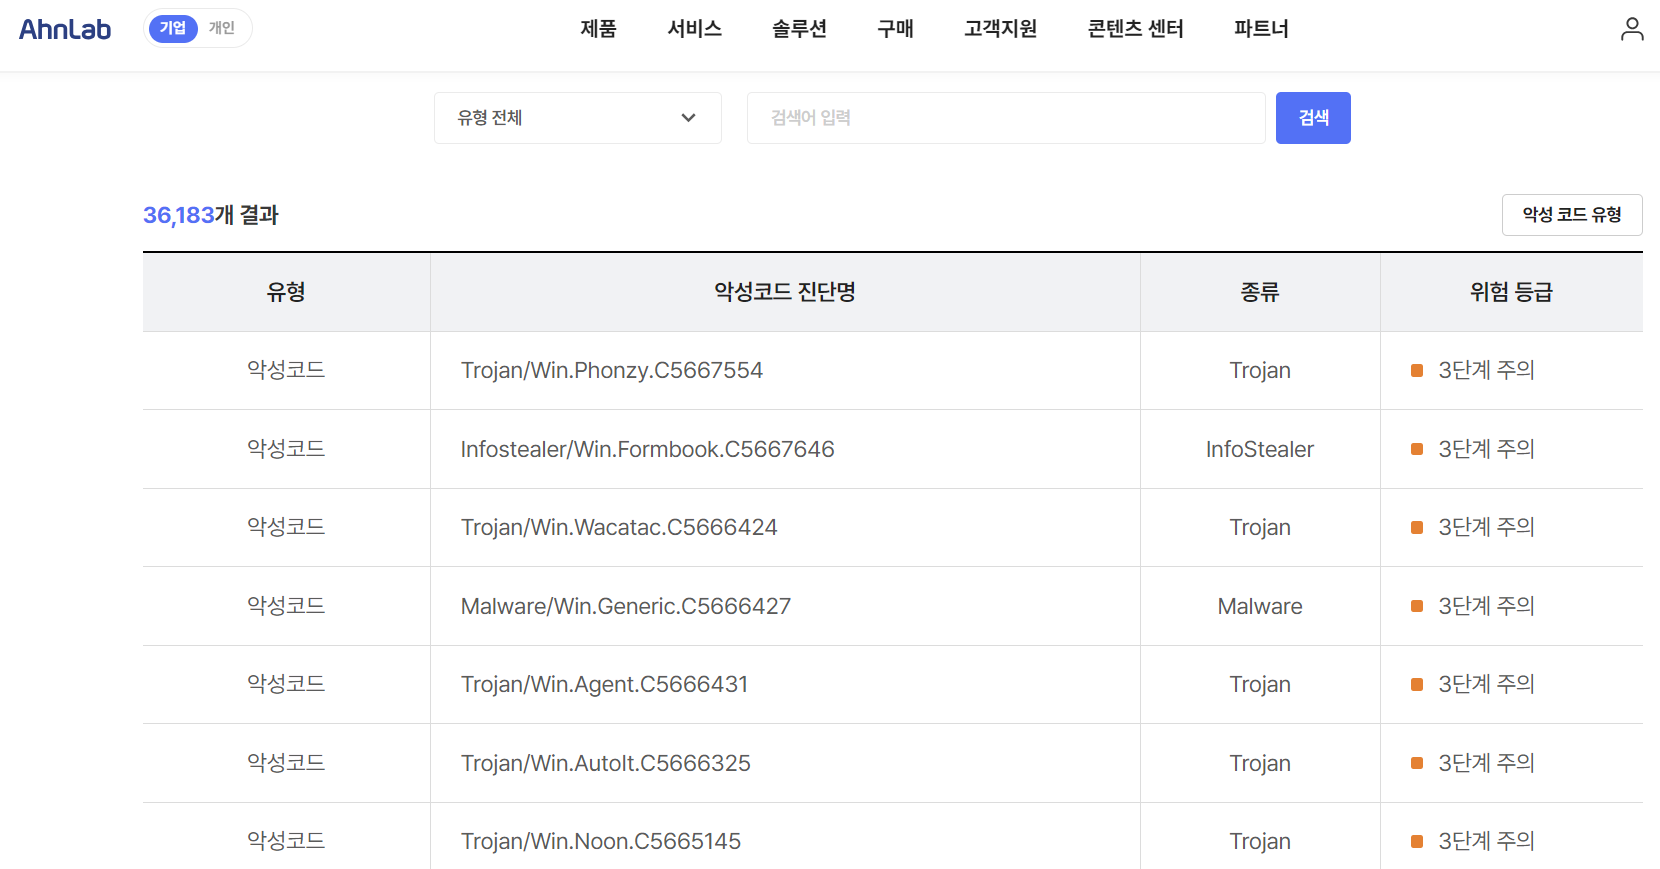 AhnLab 기업 개인 제품 서비스 솔루션 구매 고객지원 콘텐츠 센터 파트너
유형 전체 검색어 입력 검색
36,183개 결과 악성 코드 유형
유형 악성코드 진단명 종류 위험 등급
악성코드 Trojan/Win.Phonzy.C5667554 Trojan 3단계 주의
악성코드 Infostealer/Win.Formbook.C5667646 InfoStealer 3단계 주의
악성코드 Trojan/Win.Wacatac.C5666424 Trojan 3단계 주의
악성코드 Malware/Win.Generic.C5666427 Malware 3단계 주의
악성코드 Trojan/Win.Agent.C5666431 Trojan 3단계 주의
악성코드 Trojan/Win.AutoIt.C5666325 Trojan 3단계 주의
악성코드 Trojan/Win.Noon.C5665145 Trojan 3단계 주의